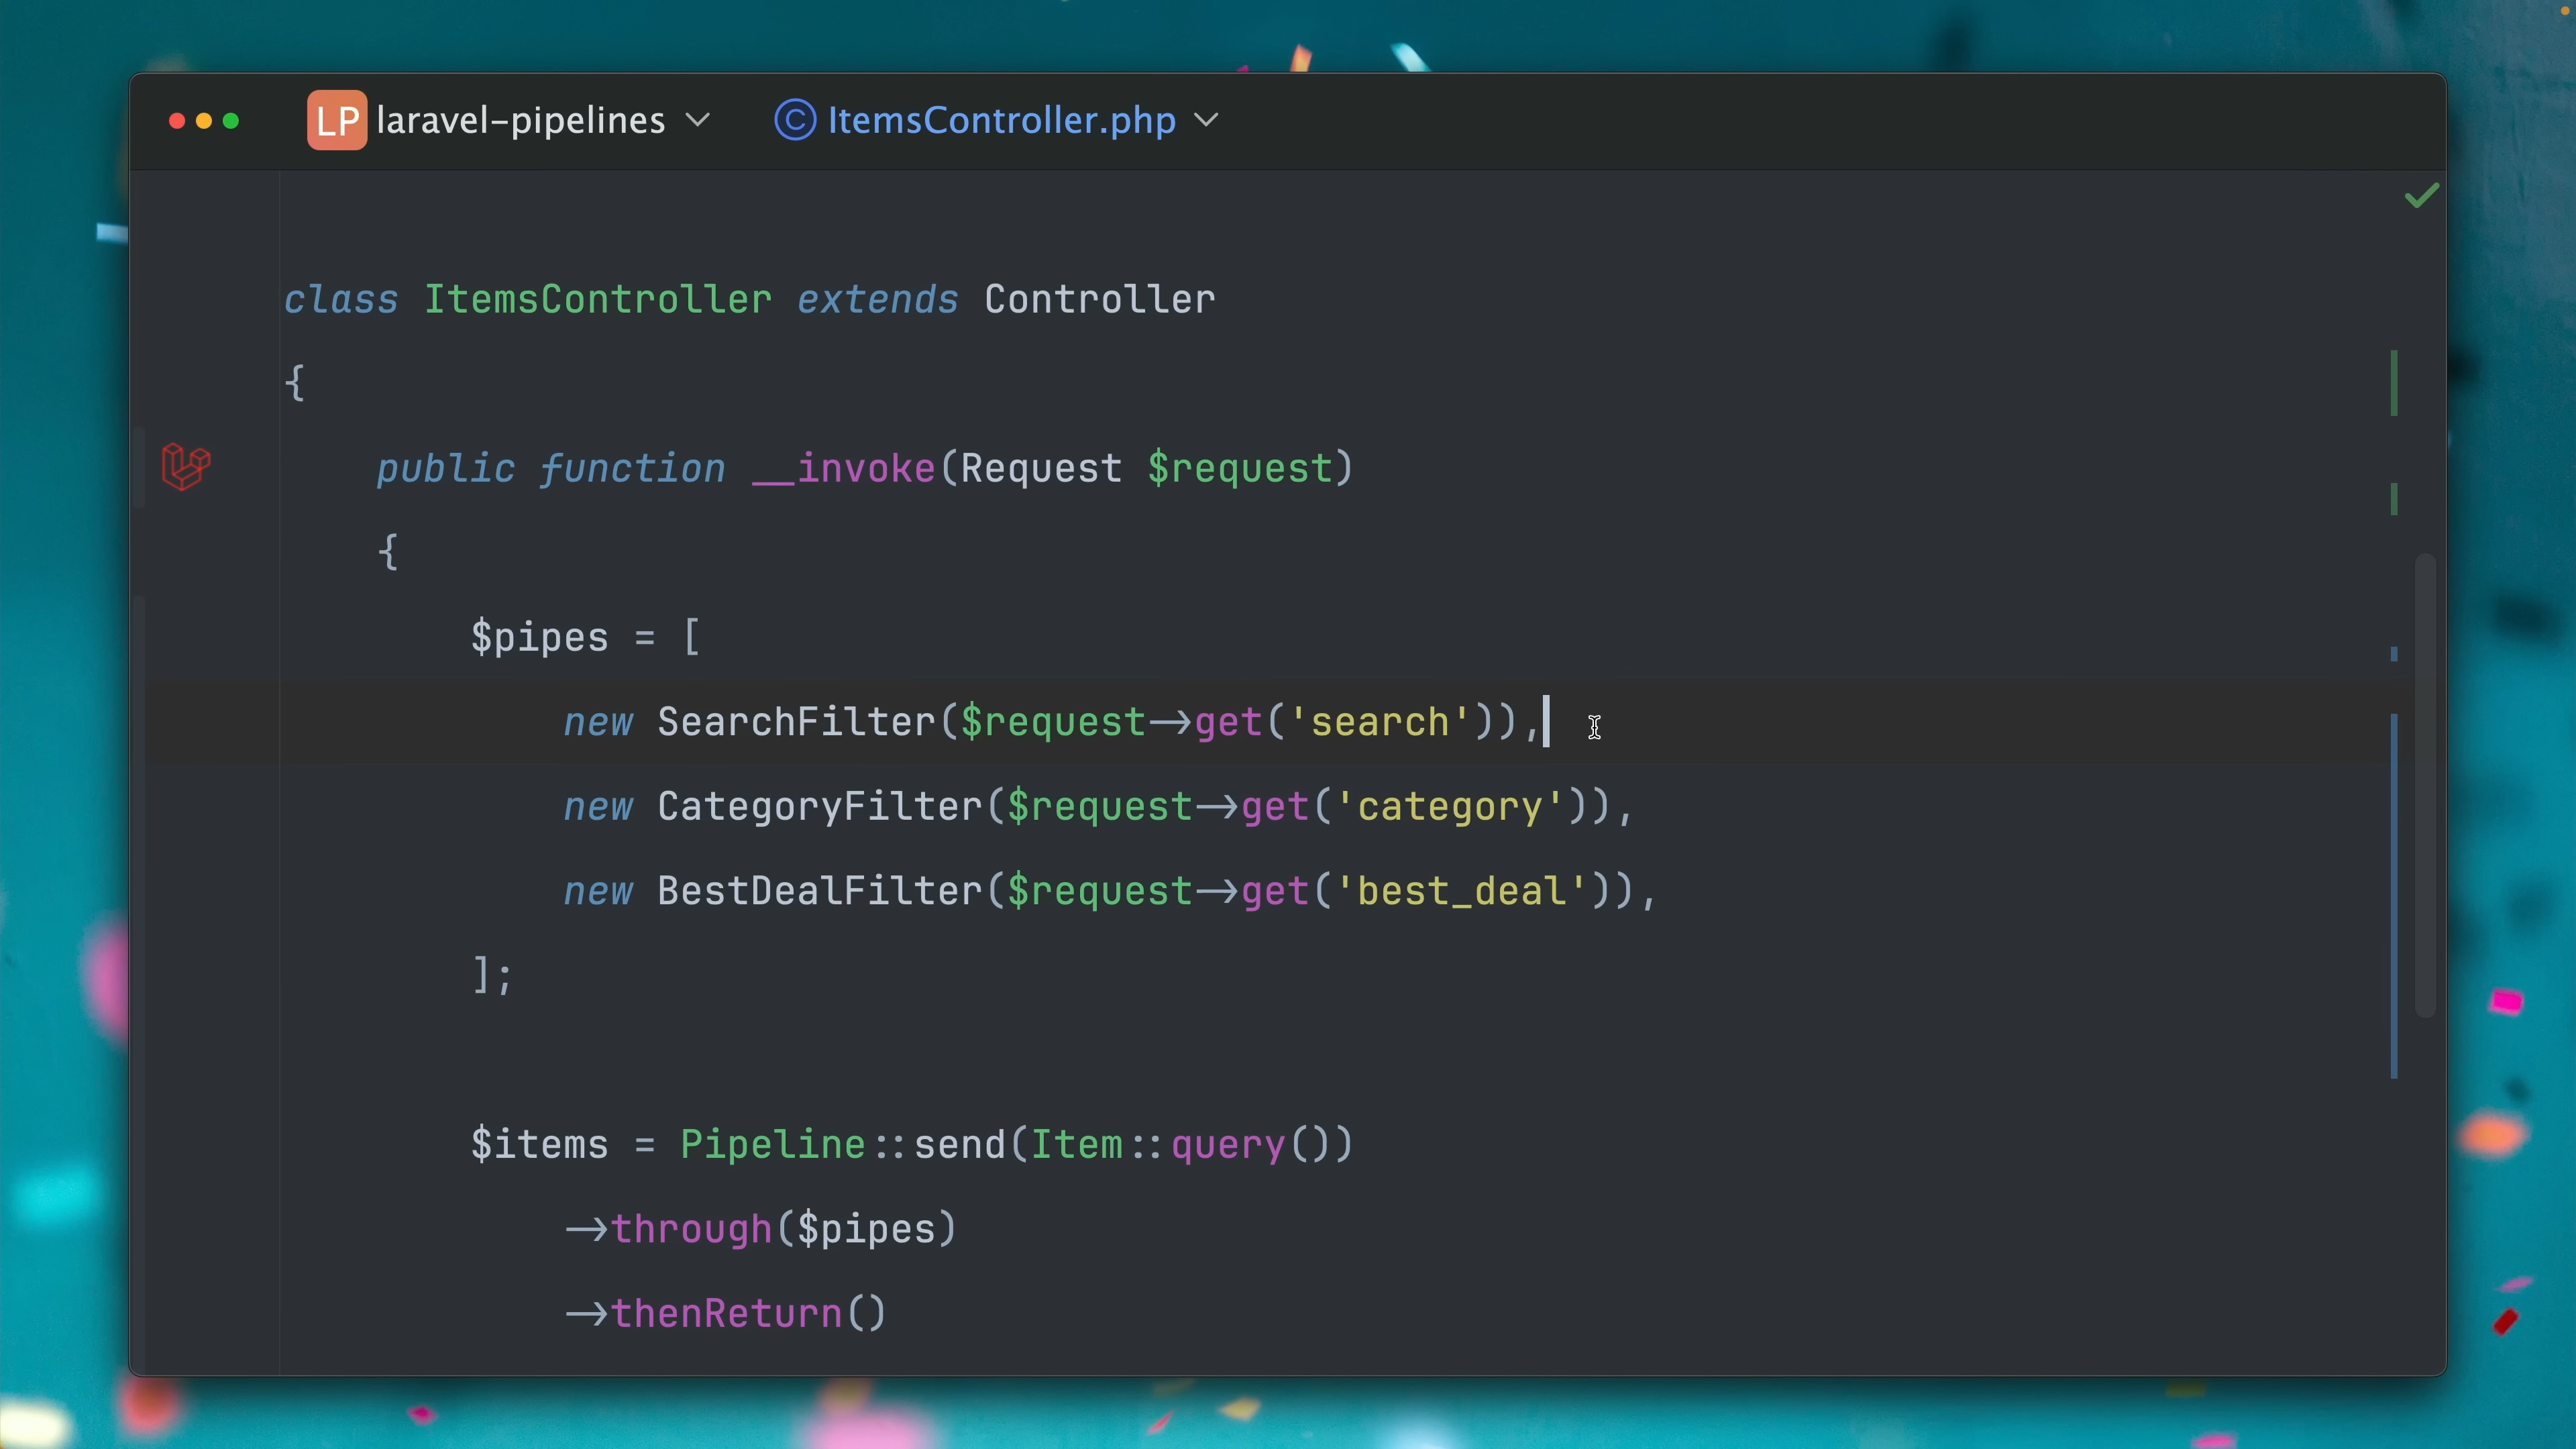 LP laravel-pipelines ItemsController.php
class ItemsController extends Controller
{
public function __invoke(Request $request)
{
$pipes = [
new SearchFilter($request->get('search')),
new CategoryFilter($request->get('category')),
new BestDealFilter($request->get('best_deal')),
];
$items = Pipeline::send(Item::query())
->through($pipes)
->thenReturn()